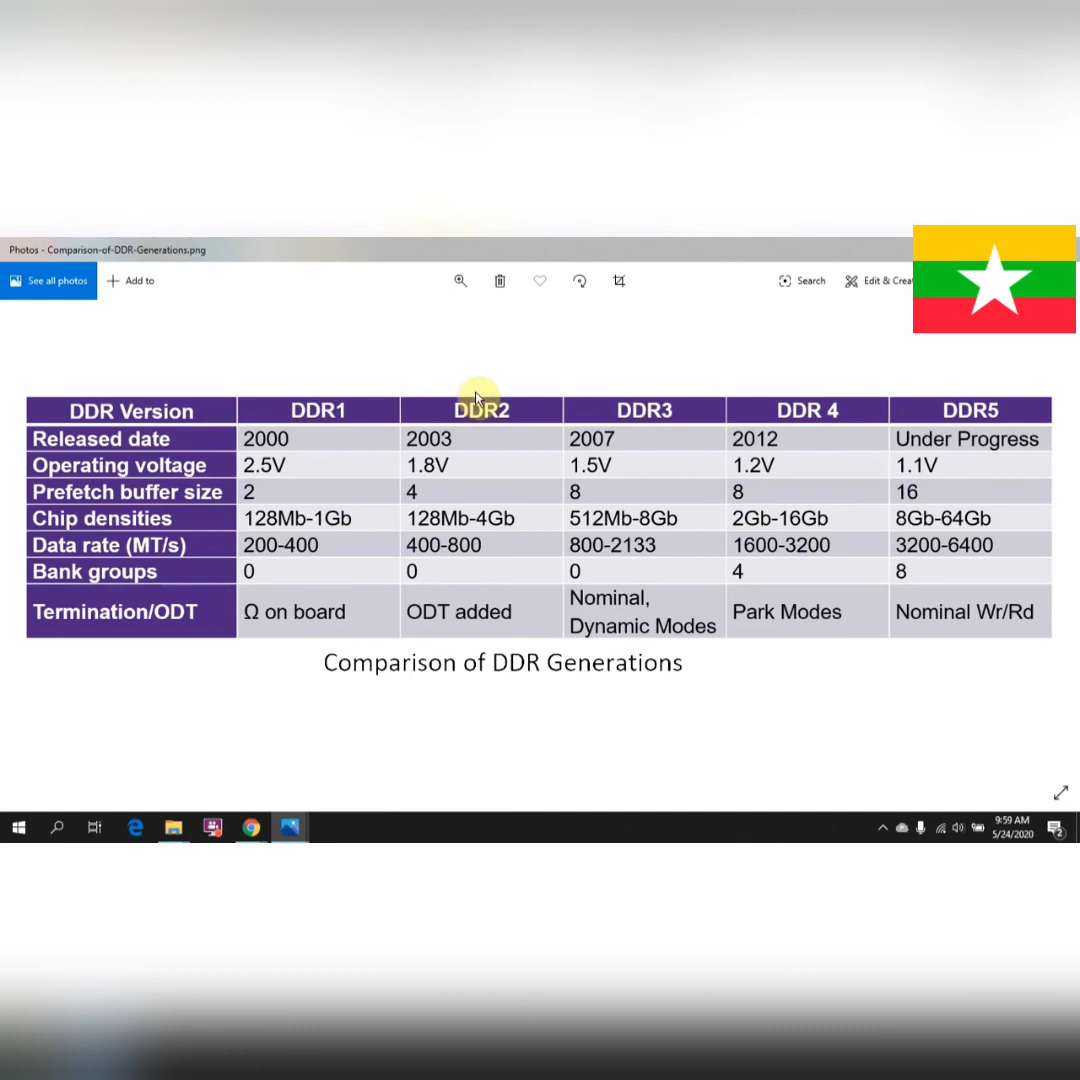 Photos - Comparison-of-DDR-Generations.png
See all photos Add to Search Edit & Crea
DDR Version DDR1 DDR2 DDR3 DDR 4 DDR5
Released date 2000 2003 2007 2012 Under Progress
Operating voltage 2.5V 1.8V 1.5V 1.2V 1.1V
Prefetch buffer size 2 4 8 8 16
Chip densities 128Mb-1Gb 128Mb-4Gb 512Mb-8Gb 2Gb-16Gb 8Gb-64Gb
Data rate (MT/s) 200-400 400-800 800-2133 1600-3200 3200-6400
Bank groups 0 0 0 4 8
Termination/ODT Ω on board ODT added Nominal, Dynamic Modes Park Modes Nominal Wr/Rd
Comparison of DDR Generations
9:59 AM
5/24/2020
2